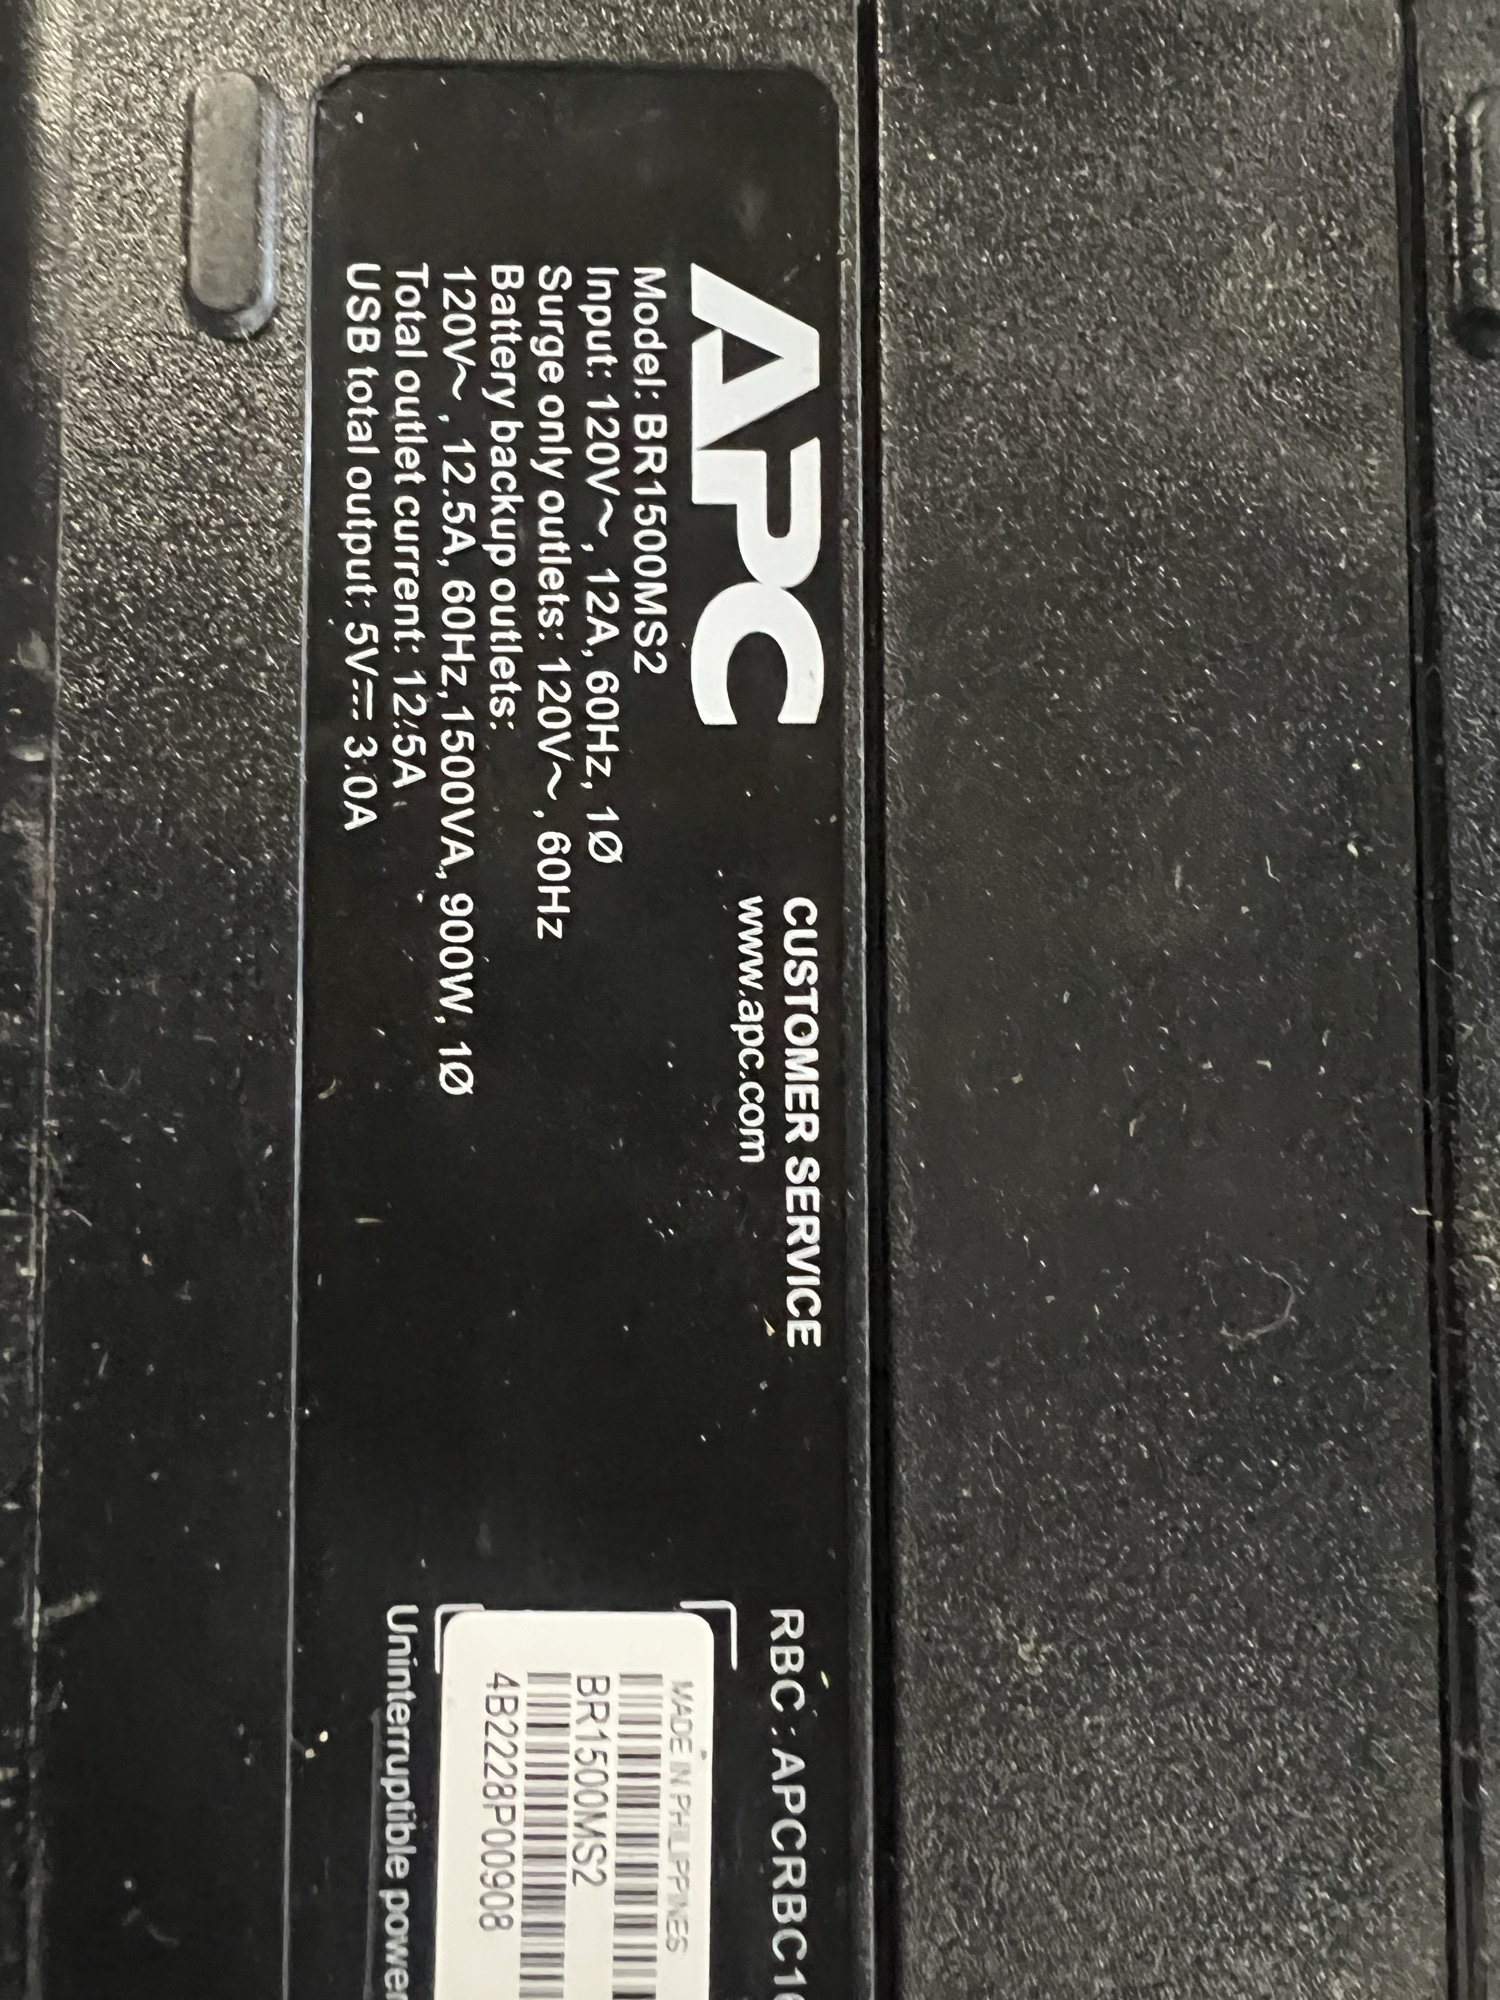 APC
Model: BR1500MS2
Input: 120V~, 12A, 60Hz, 1Ø
Surge only outlets: 120V~, 60Hz
Battery backup outlets:
120V~, 12.5A, 60Hz, 1500VA, 900W, 1Ø
Total outlet current: 12.5A
USB total output: 5V⎓ 3.0A
CUSTOMER SERVICE
www.apc.com
RBC: 
MADE IN PHILIPPINES
BR1500MS2
4B2228P00908
Uninterruptible power